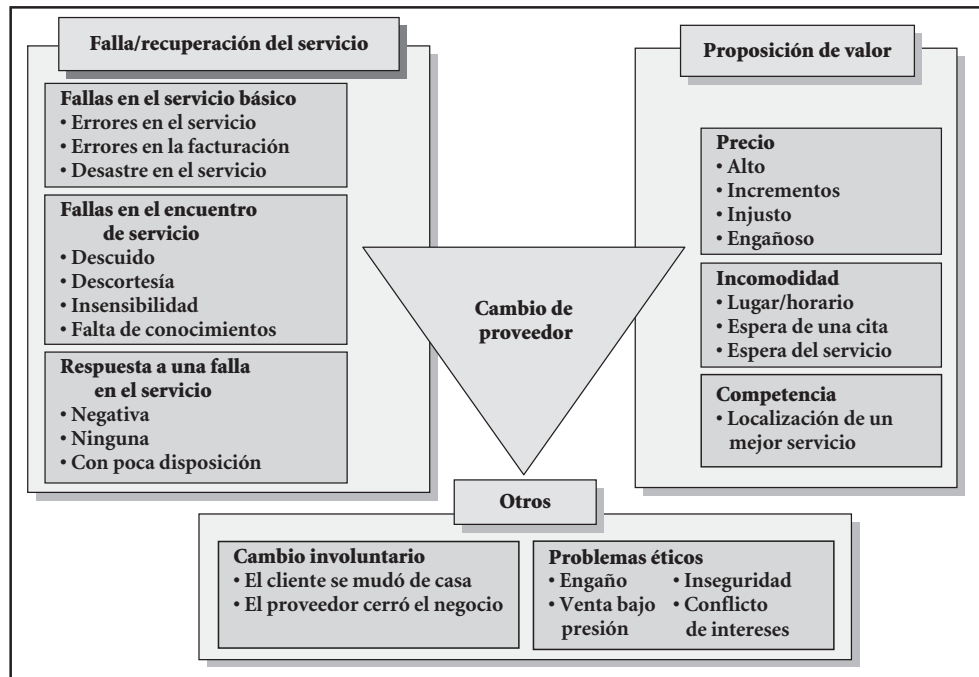 Falla/recuperación del servicio
Fallas en el servicio básico
• Errores en el servicio
• Errores en la facturación
• Desastre en el servicio
Fallas en el encuentro
de servicio
• Descuido
• Descortesía
• Insensibilidad
• Falta de conocimientos
Respuesta a una falla
en el servicio
• Negativa
• Ninguna
• Con poca disposición
Cambio de
proveedor
Proposición de valor
Precio
• Alto
• Incrementos
• Injusto
• Engañoso
Incomodidad
• Lugar/horario
• Espera de una cita
• Espera del servicio
Competencia
• Localización de un
mejor servicio
Otros
Cambio involuntario
• El cliente se mudó de casa
• El proveedor cerró el negocio
Problemas éticos
• Engaño
• Venta bajo
presión
• Inseguridad
• Conflicto
de intereses